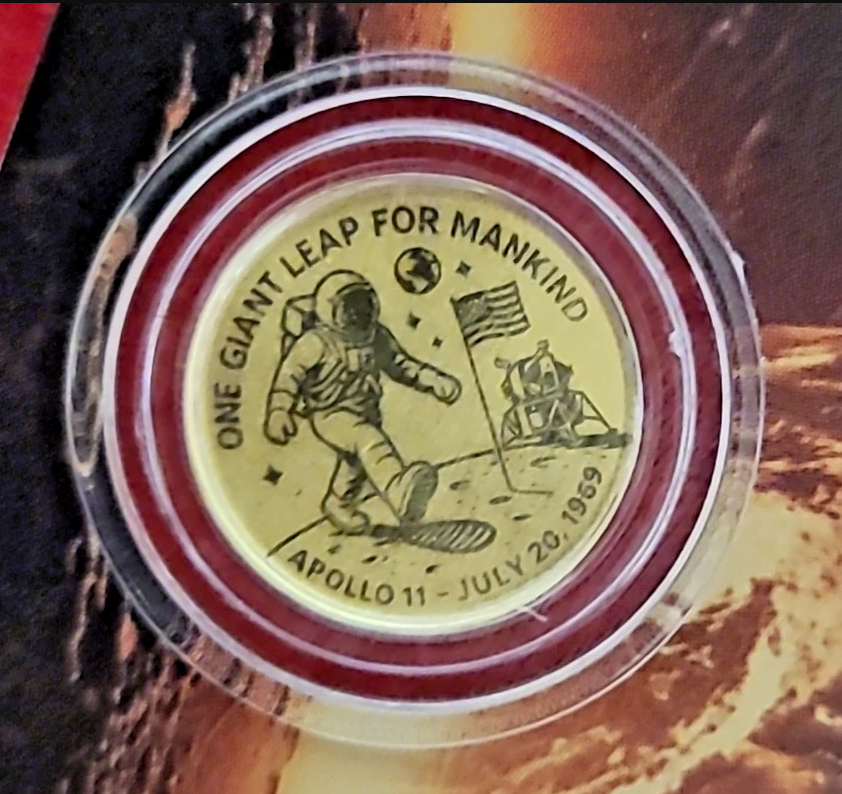 ONE GIANT LEAP FOR MANKIND
APOLLO 11 - JULY 20, 1969